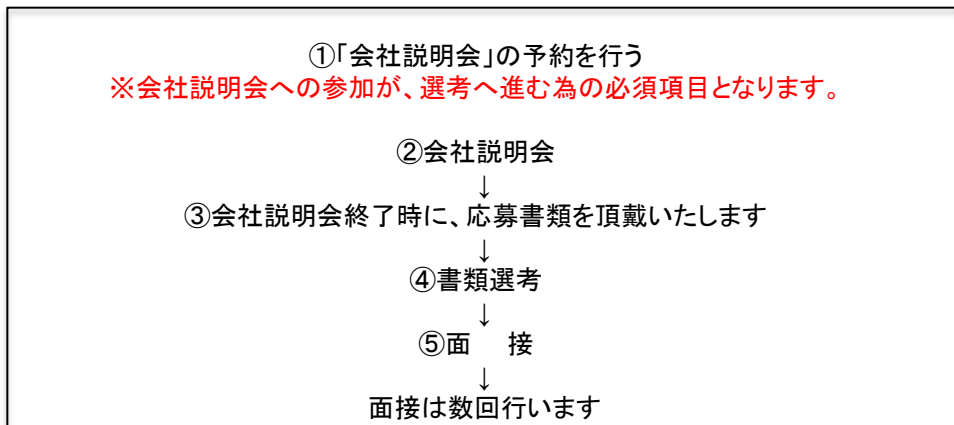 ①「会社説明会」の予約を行う
※会社説明会への参加が、選考へ進む為の必須項目となります。
②会社説明会
↓
③会社説明会終了時に、応募書類を頂戴いたします
↓
④書類選考
↓
⑤面　接
↓
面接は数回行います